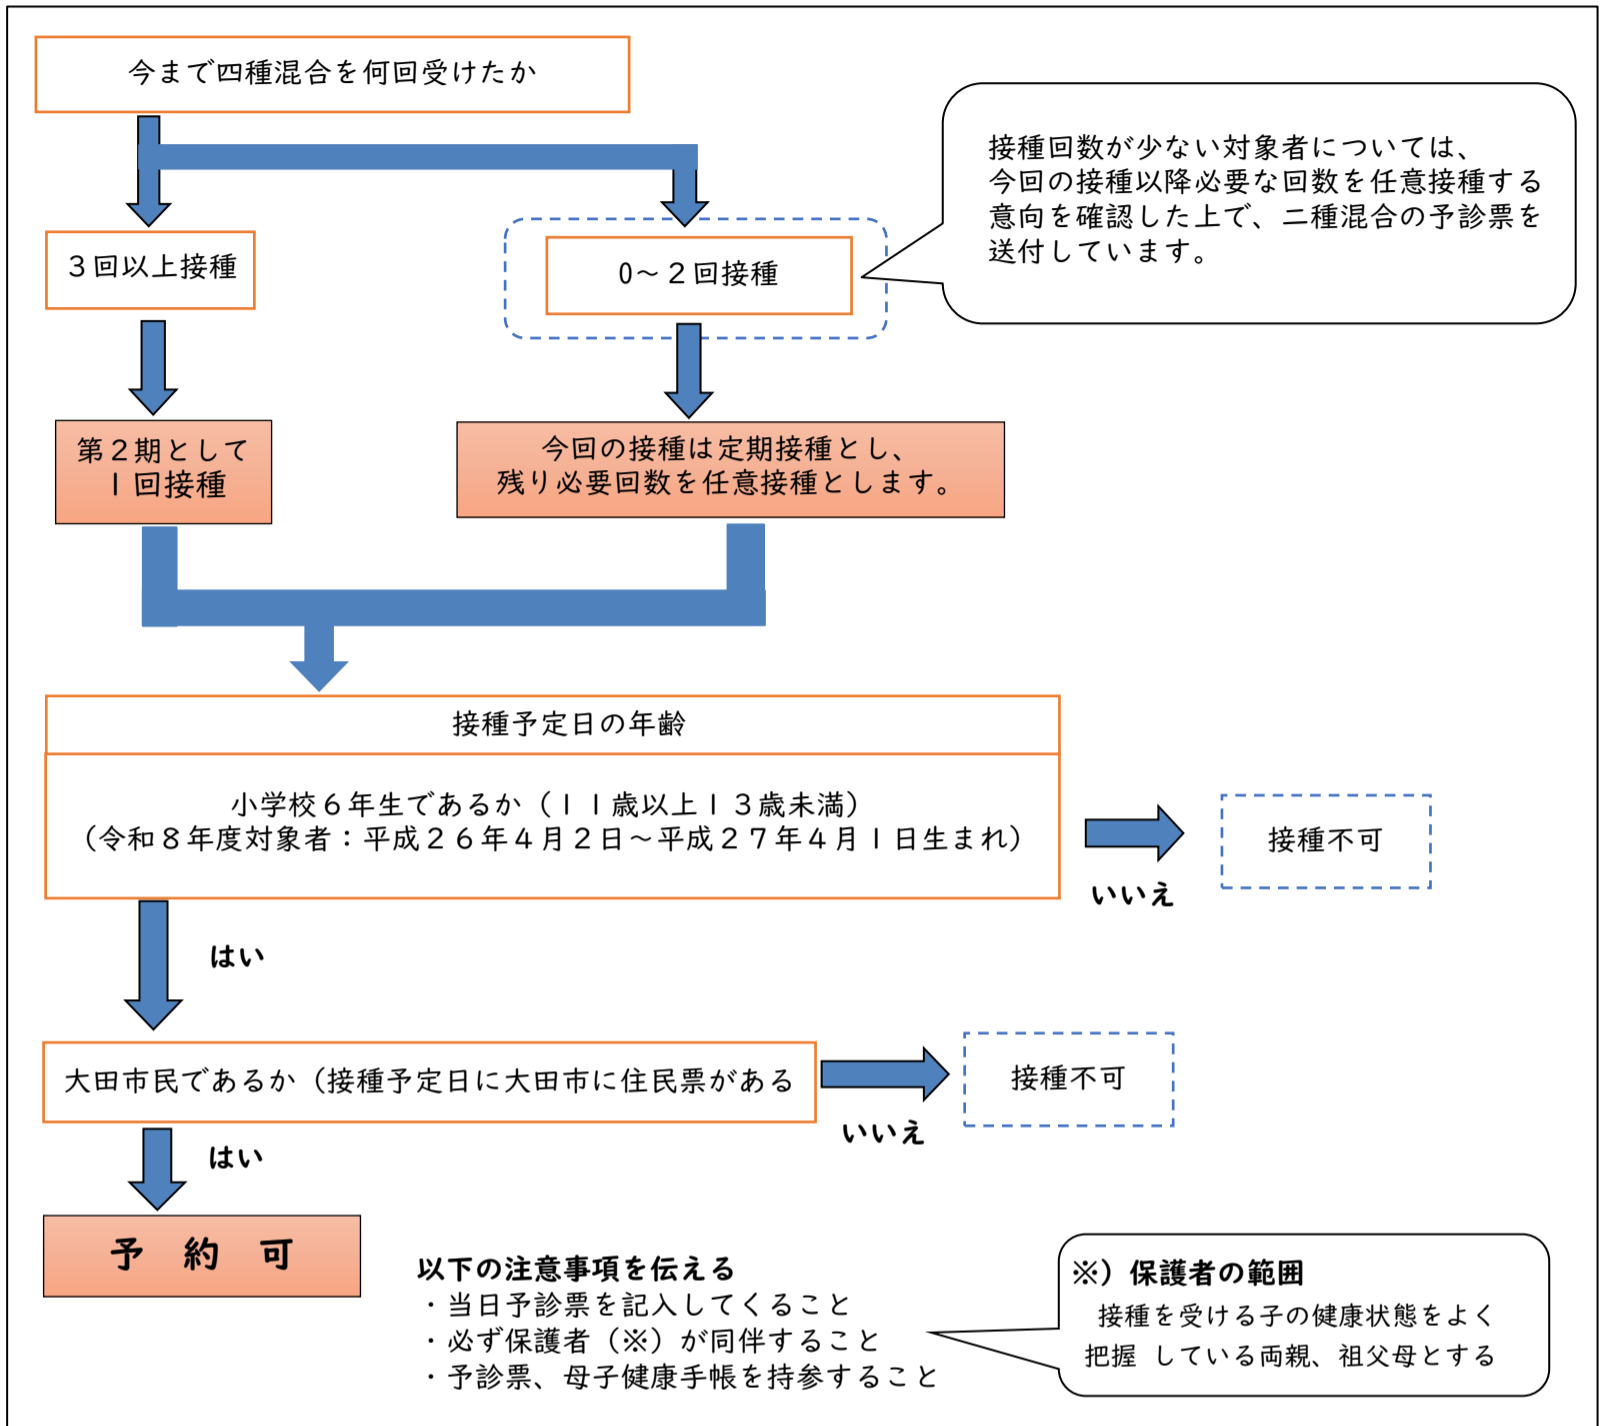 今まで四種混合を何回受けたか
接種回数が少ない対象者については、
今回の接種以降必要な回数を任意接種する
意向を確認した上で、二種混合の予診票を
送付しています。
３回以上接種
0～２回接種
第２期として
１回接種
今回の接種は定期接種とし、
残り必要回数を任意接種とします。
接種予定日の年齢
小学校６年生であるか（１１歳以上１３歳未満）
（令和８年度対象者：平成２６年４月２日～平成２７年４月１日生まれ）
いいえ
接種不可
はい
大田市民であるか（接種予定日に大田市に住民票がある
いいえ
接種不可
はい
予　約　可
以下の注意事項を伝える
・当日予診票を記入してくること
・必ず保護者（※）が同伴すること
・予診票、母子健康手帳を持参すること
※）保護者の範囲
接種を受ける子の健康状態をよく
把握 している両親、祖父母とする